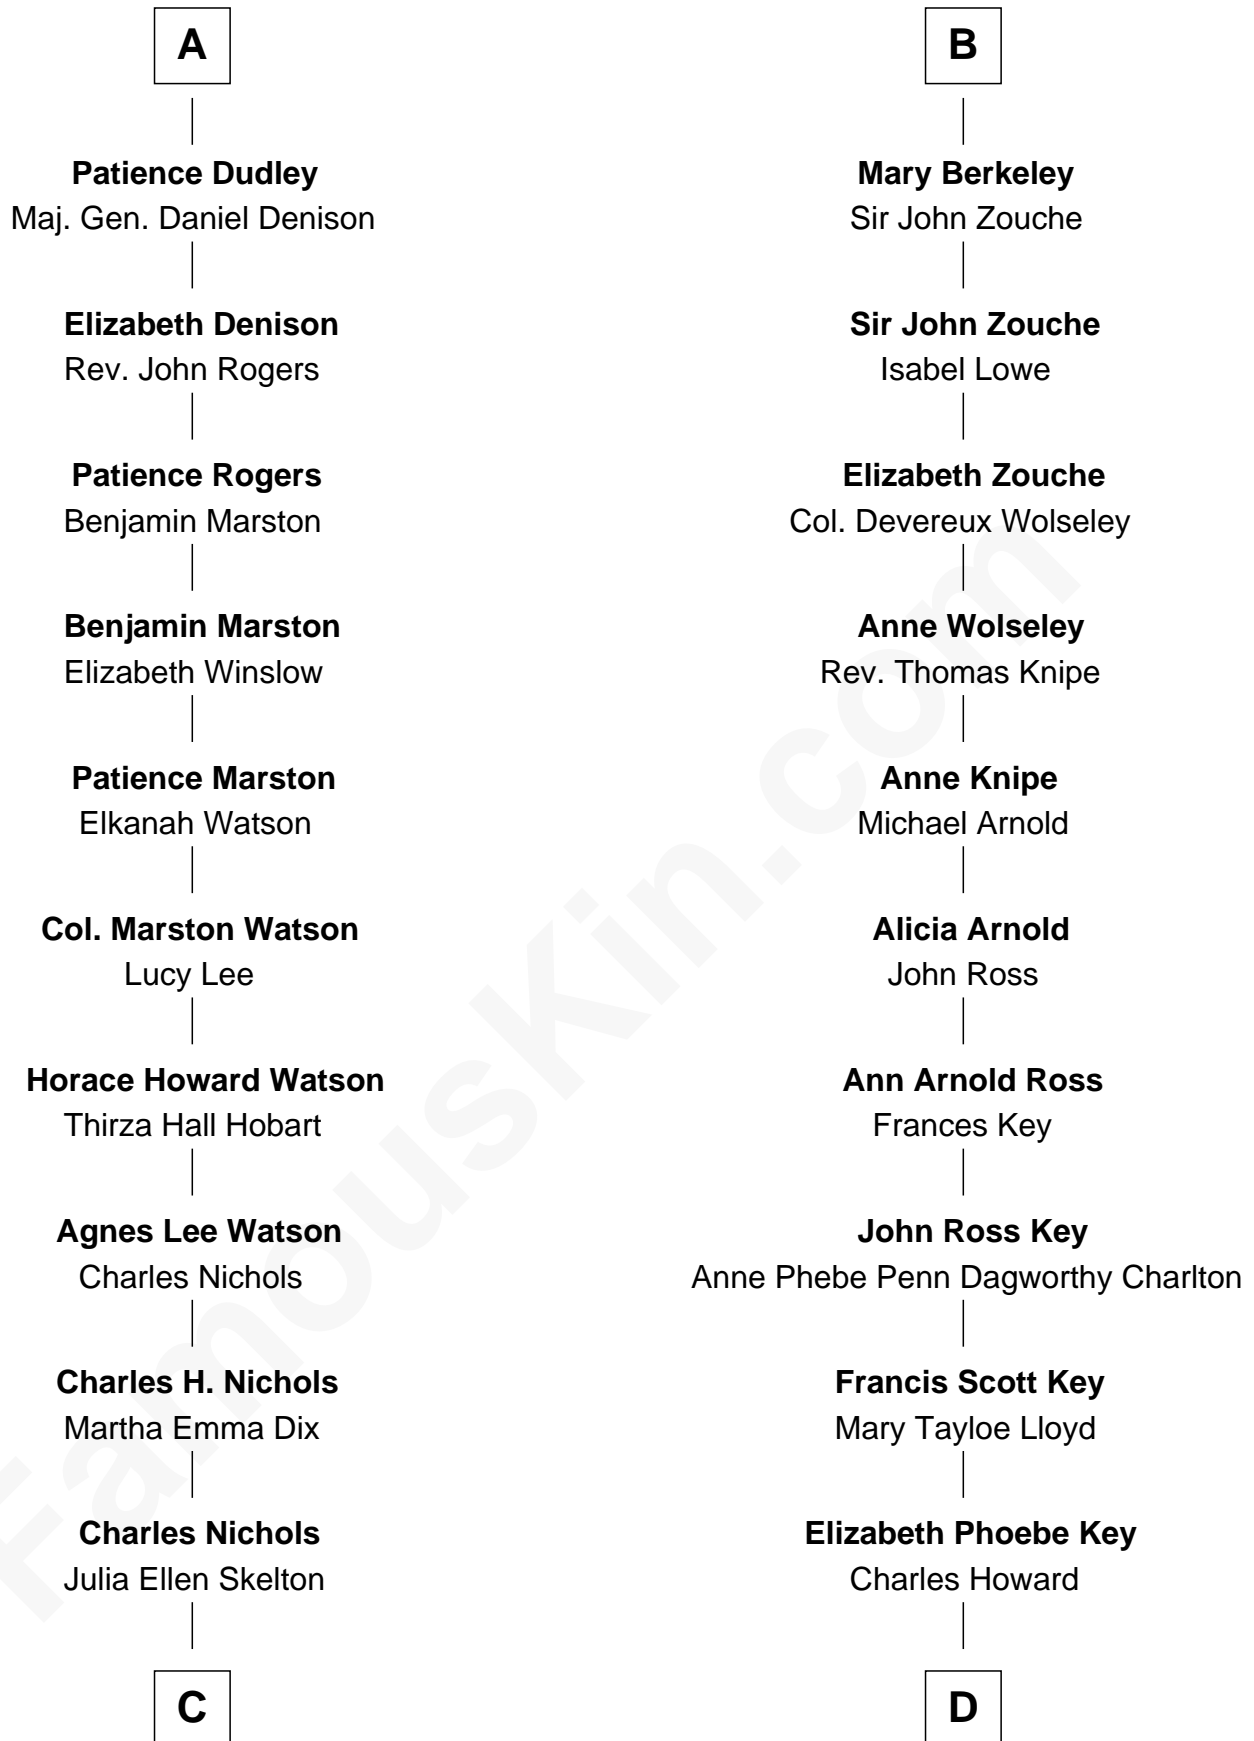 A
Patience Dudley
Maj. Gen. Daniel Denison
Elizabeth Denison
Rev. John Rogers
Patience Rogers
Benjamin Marston
Benjamin Marston
Elizabeth Winslow
Patience Marston
Elkanah Watson
Col. Marston Watson
Lucy Lee
Horace Howard Watson
Thirza Hall Hobart
Agnes Lee Watson
Charles Nichols
Charles H. Nichols
Martha Emma Dix
Charles Nichols
Julia Ellen Skelton
C
B
Mary Berkeley
Sir John Zouche
Sir John Zouche
Isabel Lowe
Elizabeth Zouche
Col. Devereux Wolseley
Anne Wolseley
Rev. Thomas Knipe
Anne Knipe
Michael Arnold
Alicia Arnold
John Ross
Ann Arnold Ross
Frances Key
John Ross Key
Anne Phebe Penn Dagworthy Charlton
Francis Scott Key
Mary Tayloe Lloyd
Elizabeth Phoebe Key
Charles Howard
D
FamousKin.com